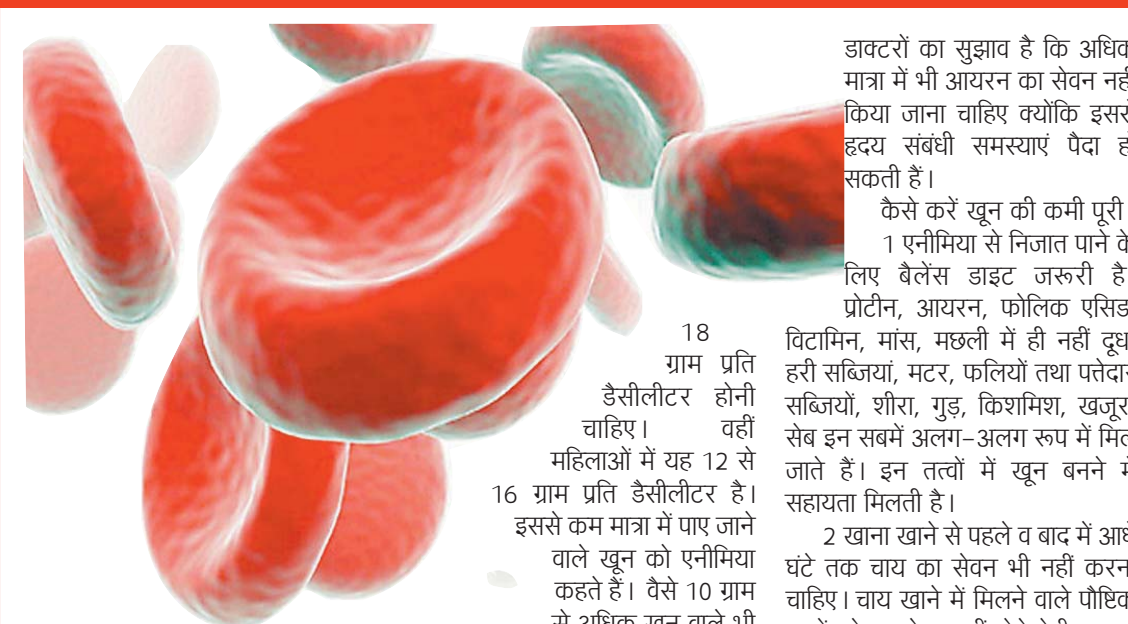 18
ग्राम प्रति
डैसीलीटर होनी
चाहिए। वहीं
महिलाओं में यह 12 से
16 ग्राम प्रति डैसीलीटर है।
इससे कम मात्रा में पाए जाने
वाले खून को एनीमिया
कहते हैं। वैसे 10 ग्राम
से अधिक खून वाले भी
डाक्टरों का सुझाव है कि अधिक
मात्रा में भी आयरन का सेवन नहीं
किया जाना चाहिए क्योंकि इससे
हृदय संबंधी समस्याएं पैदा हो
सकती हैं।
कैसे करें खून की कमी पूरी
1 एनीमिया से निजात पाने के
लिए बैलेंस डाइट जरूरी है
प्रोटीन, आयरन, फोलिक एसिड
विटामिन, मांस, मछली में ही नहीं दूध
हरी सब्जियां, मटर, फलियों तथा पत्तेदार
सब्जियों, शीरा, गुड़, किशमिश, खजूर
सेब इन सबमें अलग-अलग रूप में मिल
जाते हैं। इन तत्वों में खून बनने में
सहायता मिलती है।
2 खाना खाने से पहले व बाद में आधे
घंटे तक चाय का सेवन भी नहीं करना
चाहिए। चाय खाने में मिलने वाले पौष्टिक